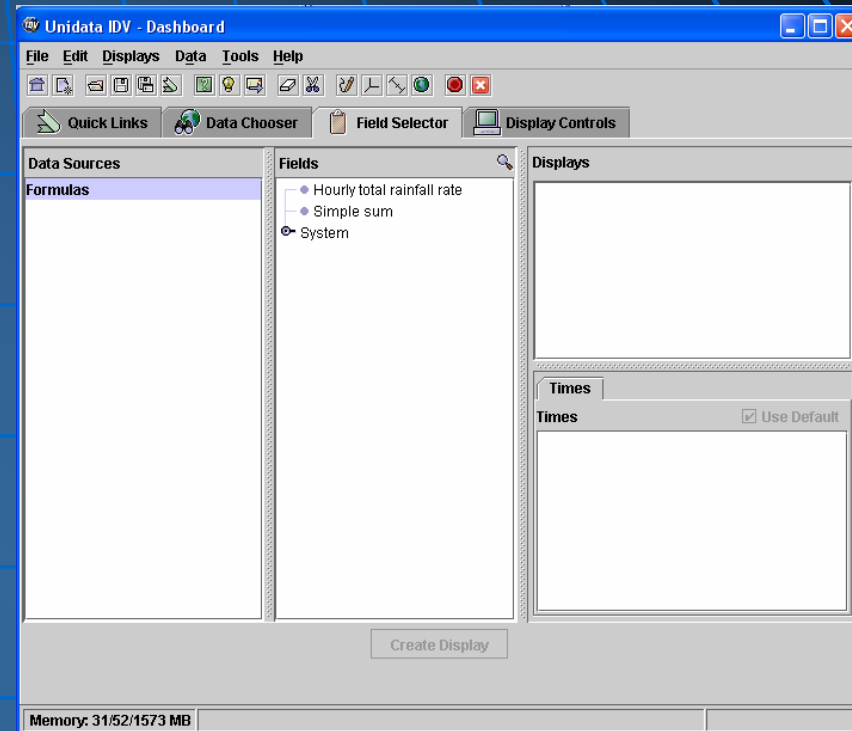 IDV Unidata IDV - Dashboard
File Edit Displays Data Tools Help
Quick Links Data Chooser Field Selector Display Controls
Data Sources Fields Displays
Formulas
Hourly total rainfall rate
Simple sum
System
Times
Times Use Default
Create Display
Memory: 31/52/1573 MB